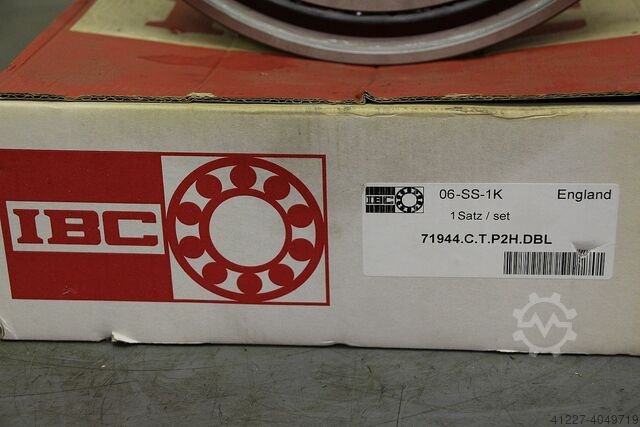 IBC
IBC
06-SS-1K England
1 Satz / set
71944.C.T.P2H.DBL
41227-4049719